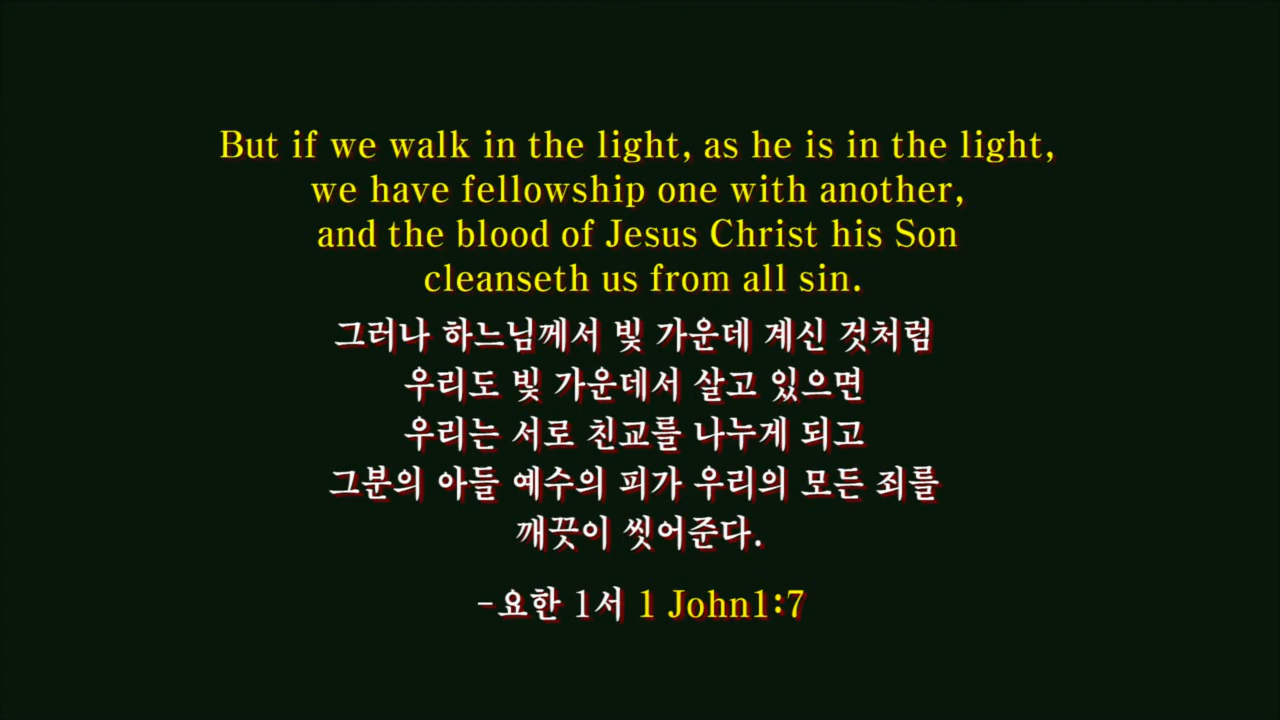 But if we walk in the light, as he is in the light,
we have fellowship one with another,
and the blood of Jesus Christ his Son
cleanseth us from all sin.
그러나 하느님께서 빛 가운데 계신 것처럼
우리도 빛 가운데서 살고 있으면
우리는 서로 친교를 나누게 되고
그분의 아들 예수의 피가 우리의 모든 죄를
깨끗이 씻어준다.
-요한 1서 1 John1:7